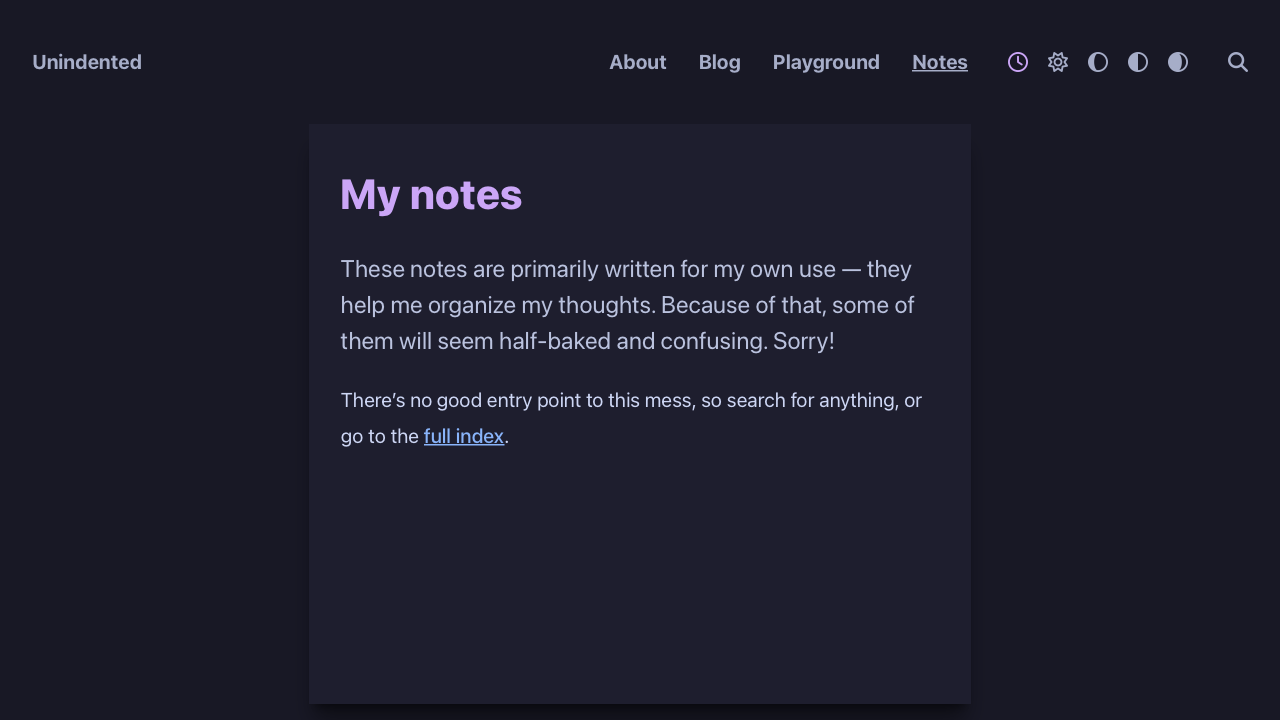 Unindented
About
Blog
Playground
Notes
My notes
These notes are primarily written for my own use — they
help me organize my thoughts. Because of that, some of
them will seem half-baked and confusing. Sorry!
There’s no good entry point to this mess, so search for anything, or
go to the full index.